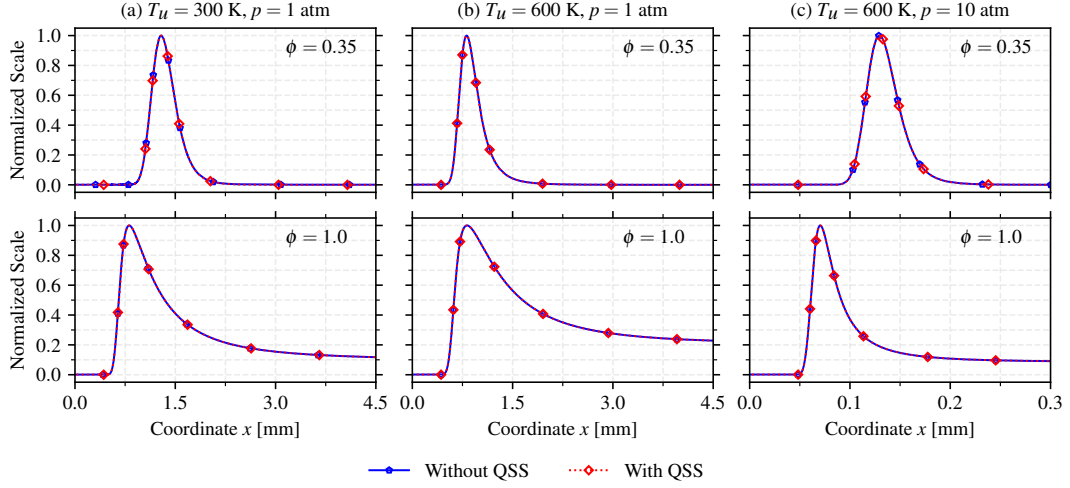 (a) T_u = 300 K, p = 1 atm
(b) T_u = 600 K, p = 1 atm
(c) T_u = 600 K, p = 10 atm
Normalized Scale
1.0
0.8
0.6
0.4
0.2
0.0
ϕ = 0.35
ϕ = 0.35
ϕ = 0.35
Normalized Scale
1.0
0.8
0.6
0.4
0.2
0.0
ϕ = 1.0
ϕ = 1.0
ϕ = 1.0
0.0 1.5 3.0 4.5
0.0 1.5 3.0 4.5
0.0 0.1 0.2 0.3
Coordinate x [mm]
Coordinate x [mm]
Coordinate x [mm]
Without QSS
With QSS